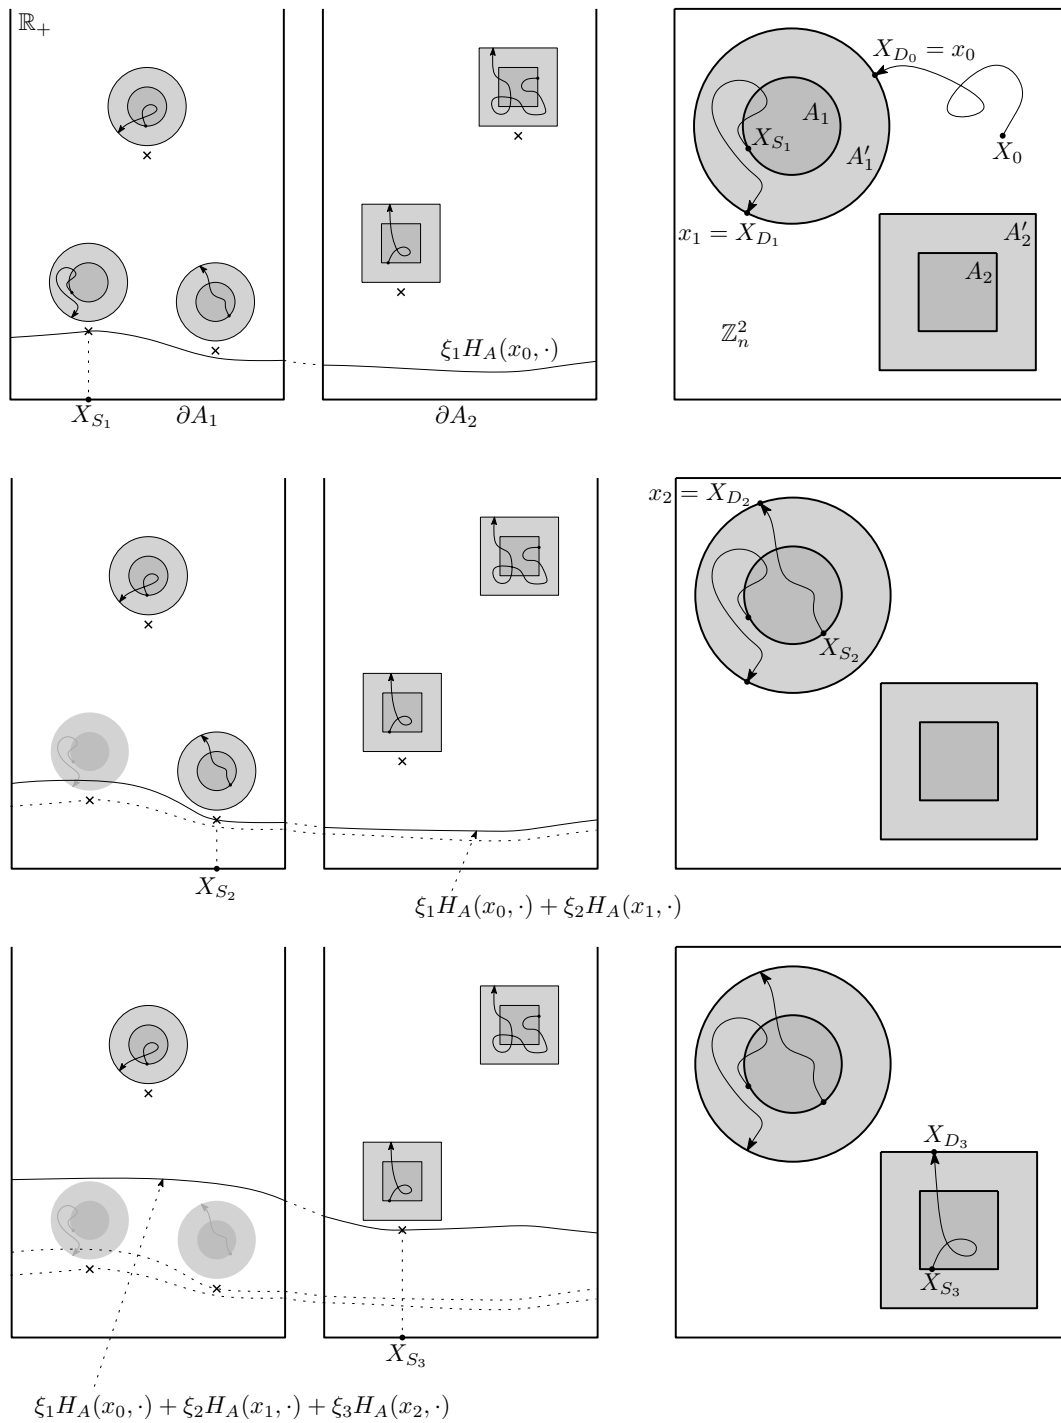 ℝ₊
X_{D_0} = x_0
A_1
X_{S_1}
A'_1
X_0
x_1 = X_{D_1}
A'_2
A_2
ℤ²_n
ξ_1 H_A(x_0, ·)
X_{S_1}
∂A_1
∂A_2
x_2 = X_{D_2}
X_{S_2}
X_{S_2}
ξ_1 H_A(x_0, ·) + ξ_2 H_A(x_1, ·)
X_{D_3}
X_{S_3}
X_{S_3}
ξ_1 H_A(x_0, ·) + ξ_2 H_A(x_1, ·) + ξ_3 H_A(x_2, ·)